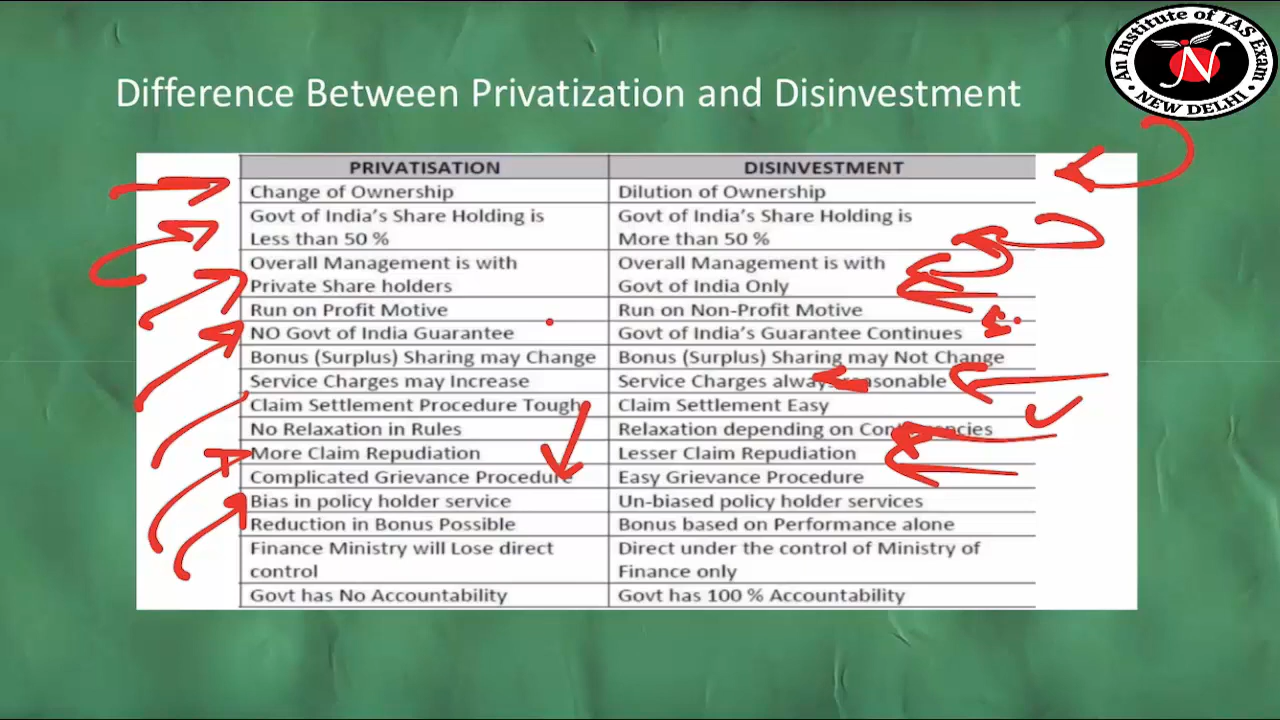 An Institute of IAS Exam
NEW DELHI
Difference Between Privatization and Disinvestment
PRIVATISATION DISINVESTMENT
Change of Ownership Dilution of Ownership
Govt of India's Share Holding is Govt of India's Share Holding is
Less than 50 % More than 50 %
Overall Management is with Overall Management is with
Private Share holders Govt of India Only
Run on Profit Motive Run on Non-Profit Motive
NO Govt of India Guarantee Govt of India's Guarantee Continues
Bonus (Surplus) Sharing may Change Bonus (Surplus) Sharing may Not Change
Service Charges may Increase Service Charges always reasonable
Claim Settlement Procedure Tough Claim Settlement Easy
No Relaxation in Rules Relaxation depending on Contingencies
More Claim Repudiation Lesser Claim Repudiation
Complicated Grievance Procedure Easy Grievance Procedure
Bias in policy holder service Un-biased policy holder services
Reduction in Bonus Possible Bonus based on Performance alone
Finance Ministry will Lose direct Direct under the control of Ministry of
control Finance only
Govt has No Accountability Govt has 100 % Accountability